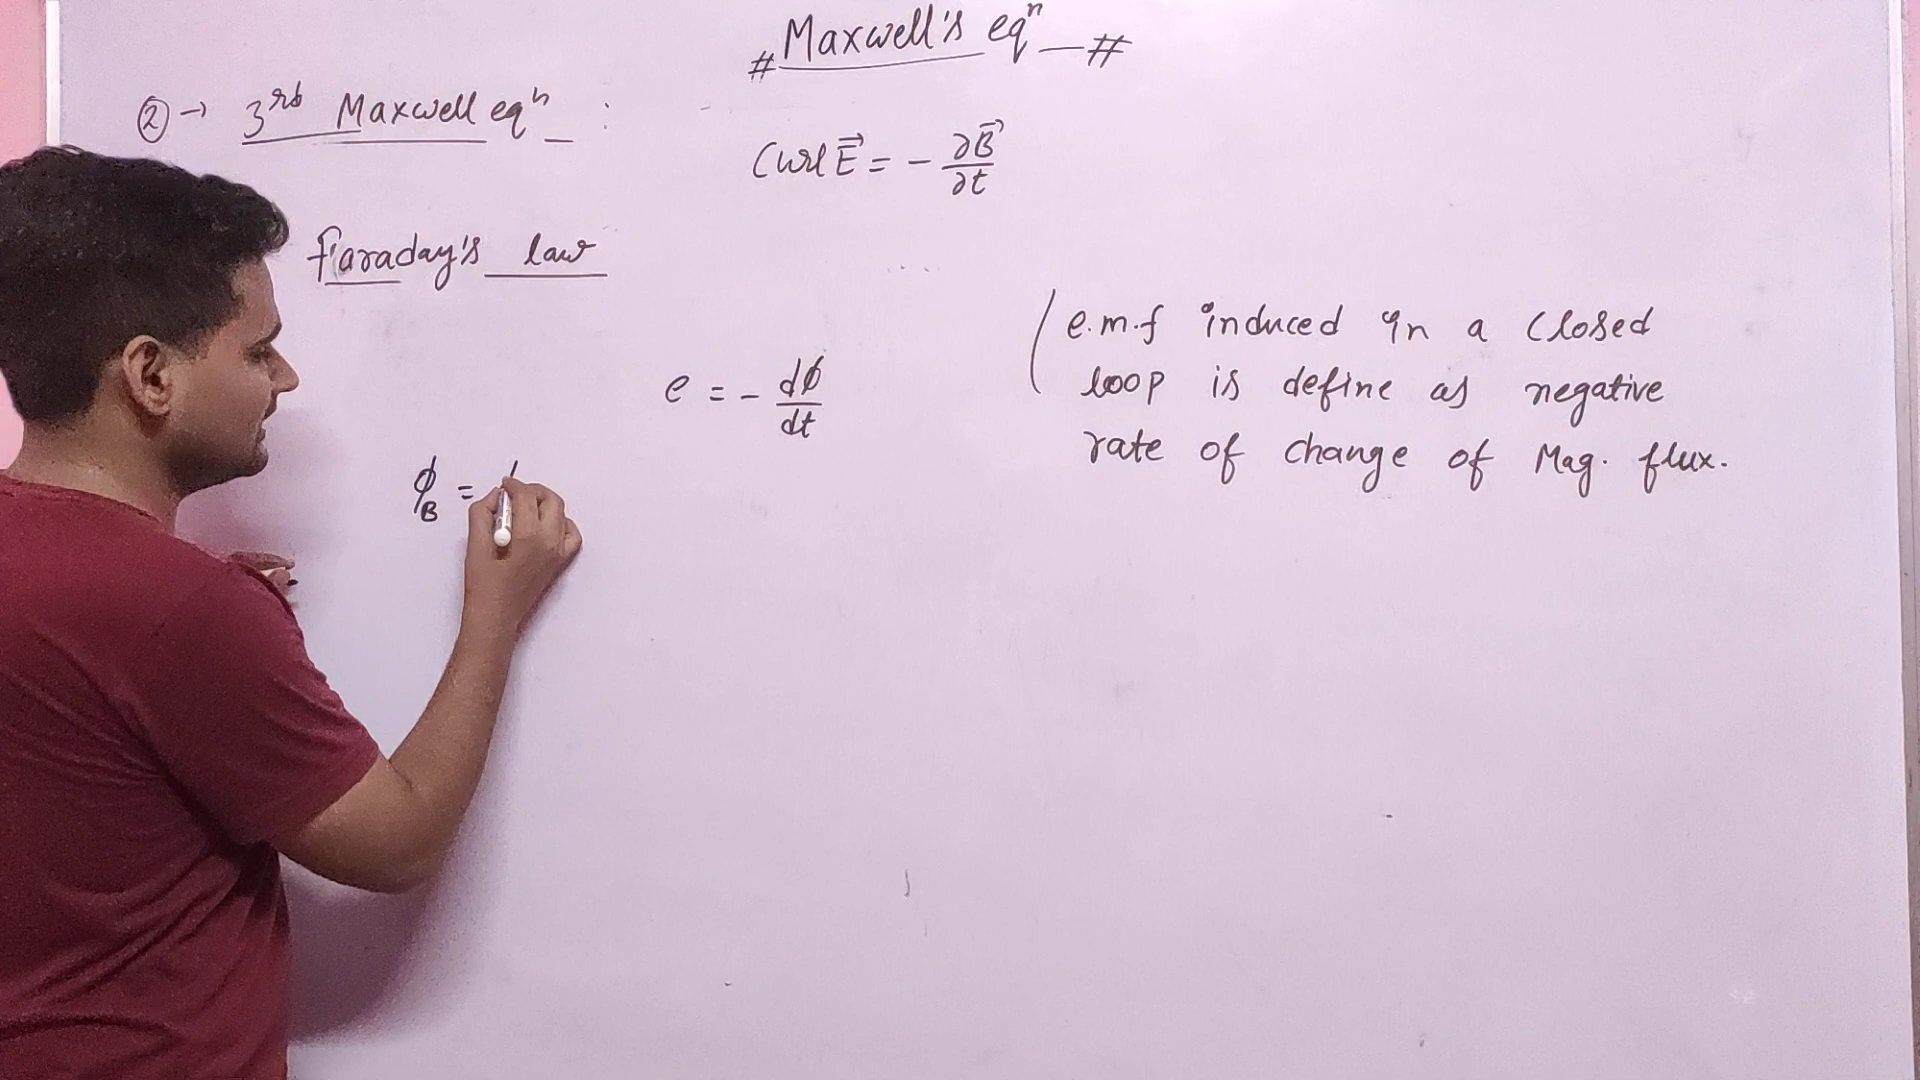 # Maxwell's eqⁿ — #
② → 3rd Maxwell eqⁿ — :
Curl E⃗ = - ∂B⃗/∂t
Faraday's law
e = - dϕ/dt
(e.m.f induced in a closed
loop is define as negative
rate of change of Mag. flux.
ϕ_B =